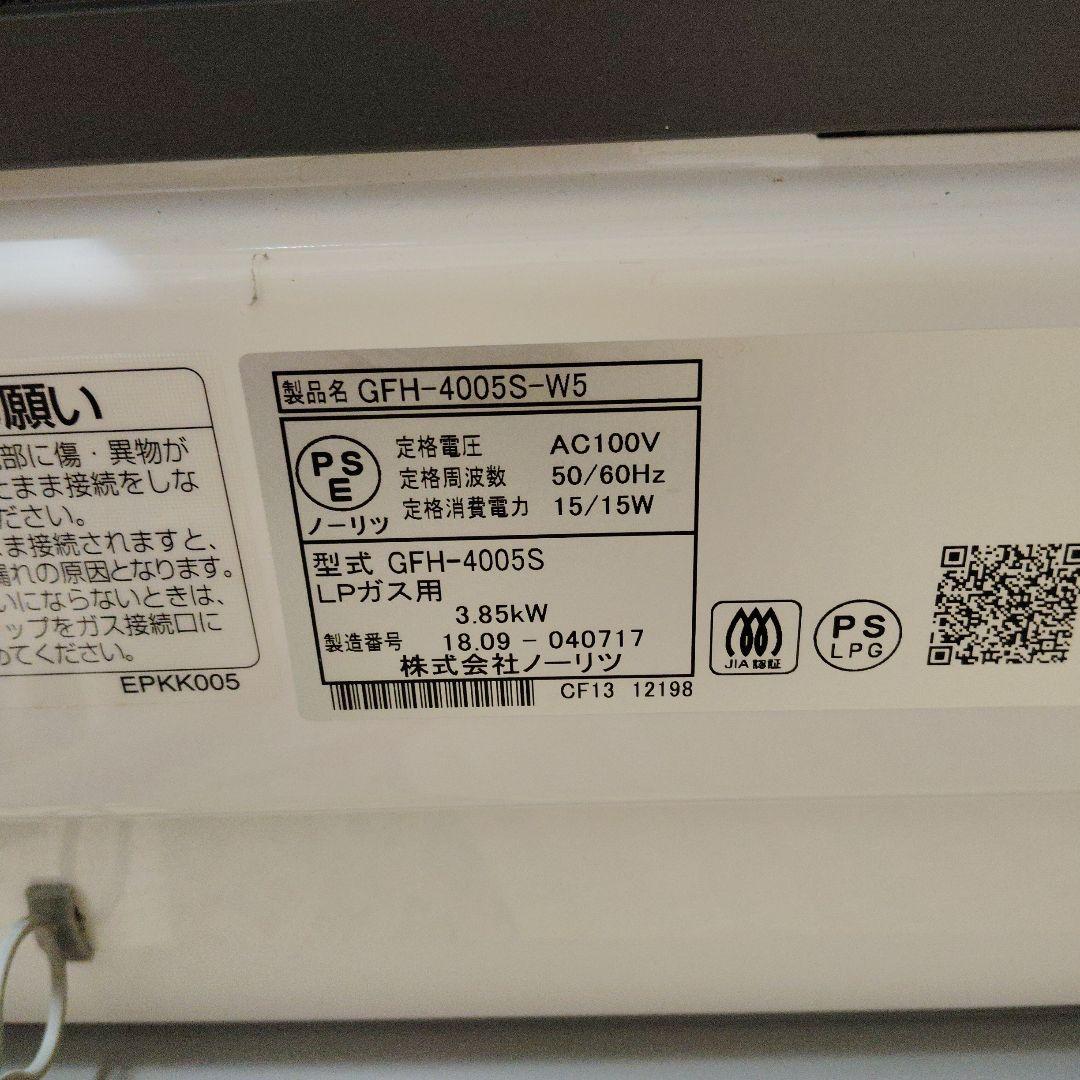 願い
部に傷・異物が
まま接続をしな
ださい。
ま接続されますと、
漏れの原因となります。
いにならないときは、
ップをガス接続口に
めてください。
EPKK005
製品名 GFH-4005S-W5
PS
E
ノーリツ
定格電圧 AC100V
定格周波数 50/60Hz
定格消費電力 15/15W
型式 GFH-4005S
LPガス用
3.85kW
製造番号 18.09 - 040717
株式会社ノーリツ
CF13 12198
JIA 認証
PS
LPG